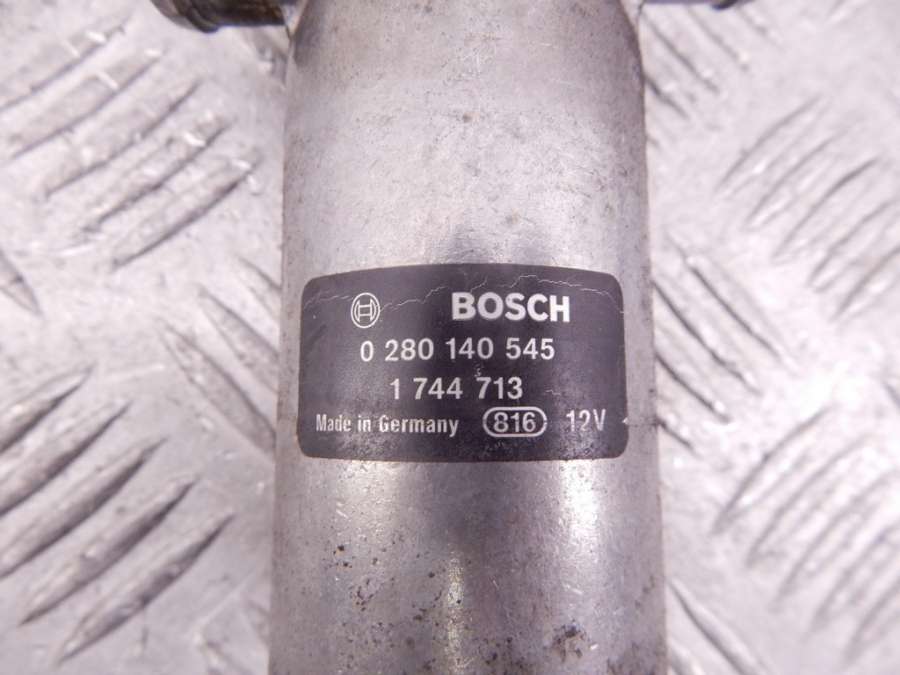 BOSCH
0 280 140 545
1 744 713
Made in Germany 816 12V